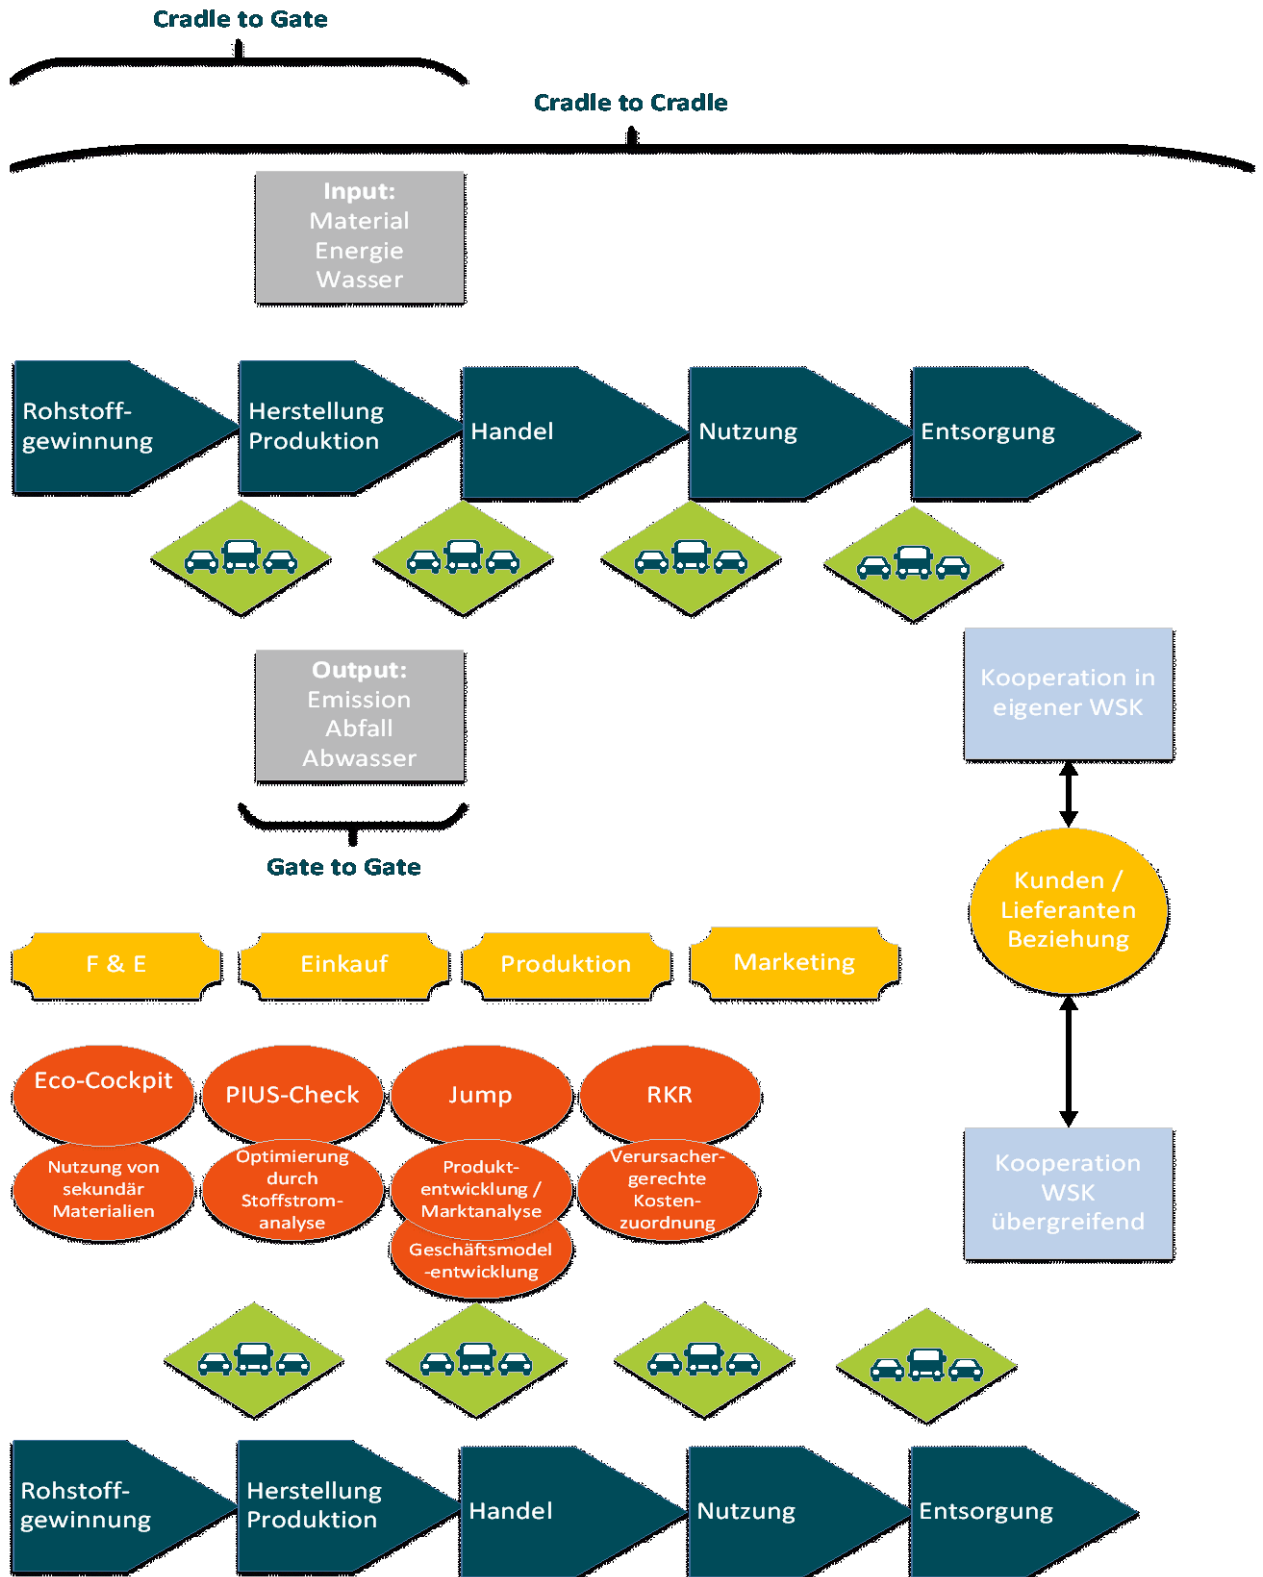 Cradle to Gate
Cradle to Cradle
Input:
Material
Energie
Wasser
Rohstoff-
gewinnung
Herstellung
Produktion
Handel
Nutzung
Entsorgung
Output:
Emission
Abfall
Abwasser
Gate to Gate
Kooperation in
eigener WSK
Kunden /
Lieferanten
Beziehung
Kooperation
WSK
übergreifend
F & E
Einkauf
Produktion
Marketing
Eco-Cockpit
PIUS-Check
Jump
RKR
Nutzung von
sekundär
Materialien
Optimierung
durch
Stoffstrom-
analyse
Produkt-
entwicklung /
Marktanalyse
Verursacher-
gerechte
Kosten-
zuordnung
Geschäftsmodel
-entwicklung
Rohstoff-
gewinnung
Herstellung
Produktion
Handel
Nutzung
Entsorgung